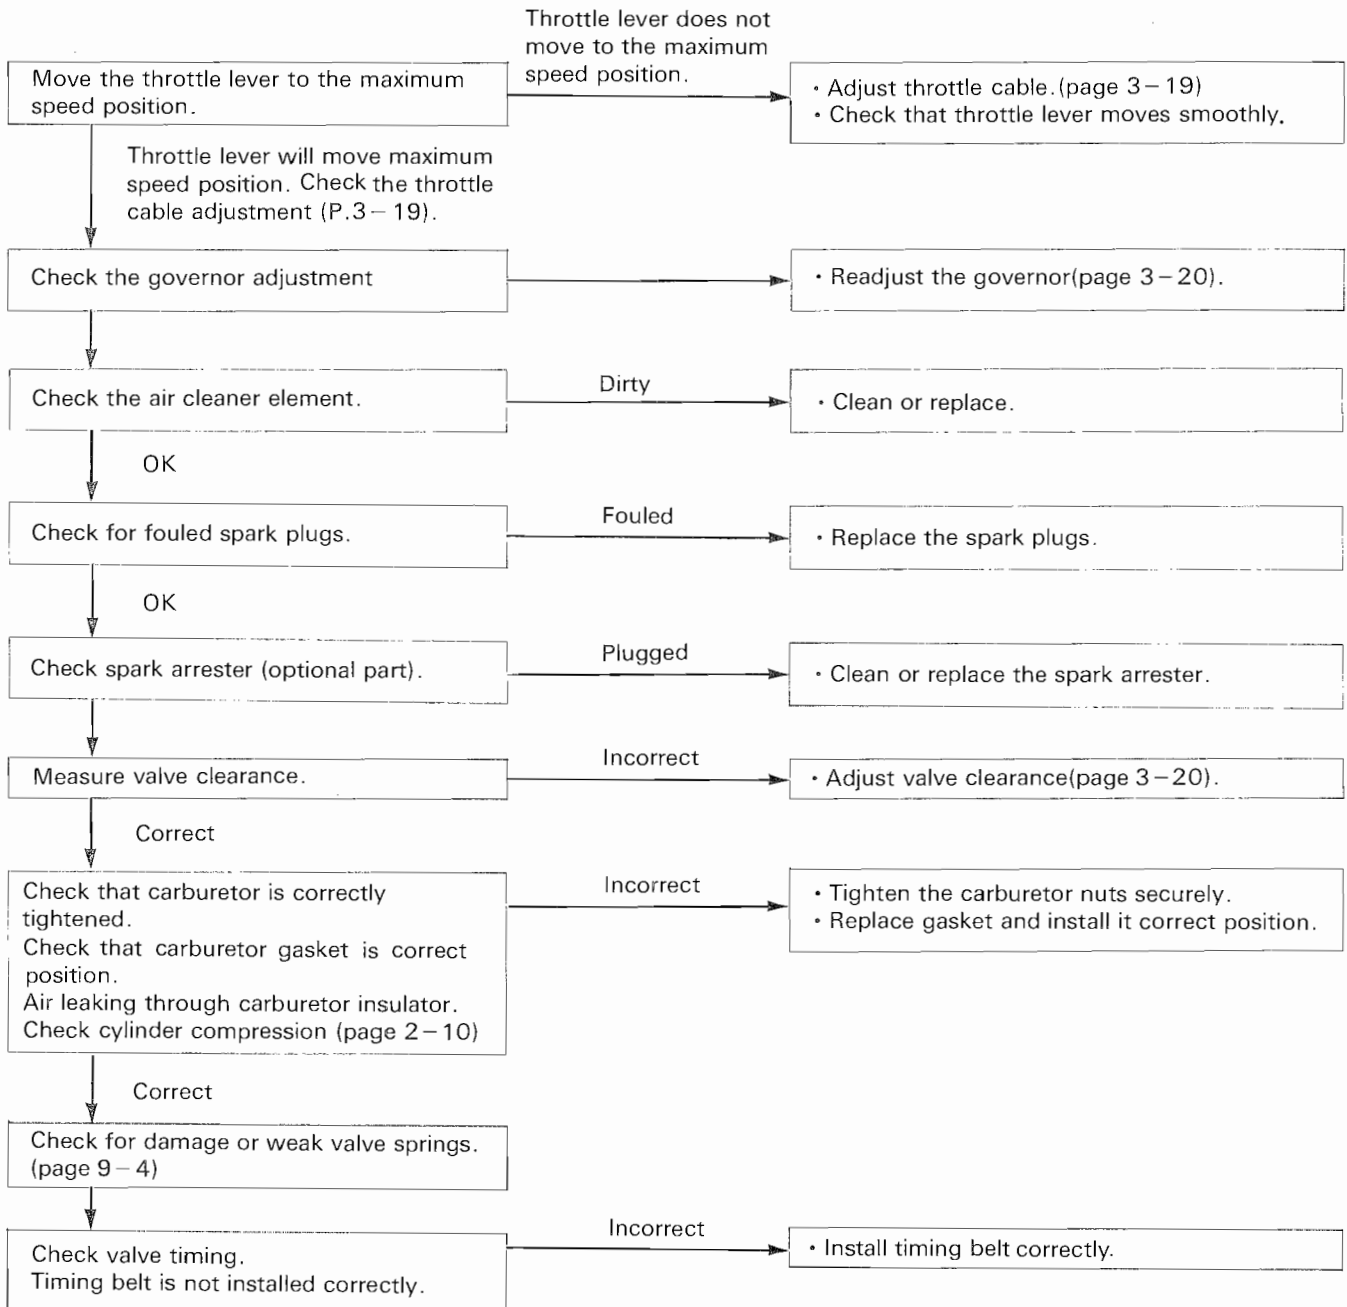 Throttle lever does not
move to the maximum
speed position.
Move the throttle lever to the maximum
speed position.
· Adjust throttle cable.(page 3–19)
· Check that throttle lever moves smoothly.
Throttle lever will move maximum
speed position. Check the throttle
cable adjustment (P.3–19).
Check the governor adjustment
· Readjust the governor(page 3–20).
Check the air cleaner element.
Dirty
· Clean or replace.
OK
Check for fouled spark plugs.
Fouled
· Replace the spark plugs.
OK
Check spark arrester (optional part).
Plugged
· Clean or replace the spark arrester.
Measure valve clearance.
Incorrect
· Adjust valve clearance(page 3–20).
Correct
Check that carburetor is correctly
tightened.
Check that carburetor gasket is correct
position.
Air leaking through carburetor insulator.
Check cylinder compression (page 2–10)
Incorrect
· Tighten the carburetor nuts securely.
· Replace gasket and install it correct position.
Correct
Check for damage or weak valve springs.
(page 9–4)
Check valve timing.
Timing belt is not installed correctly.
Incorrect
· Install timing belt correctly.